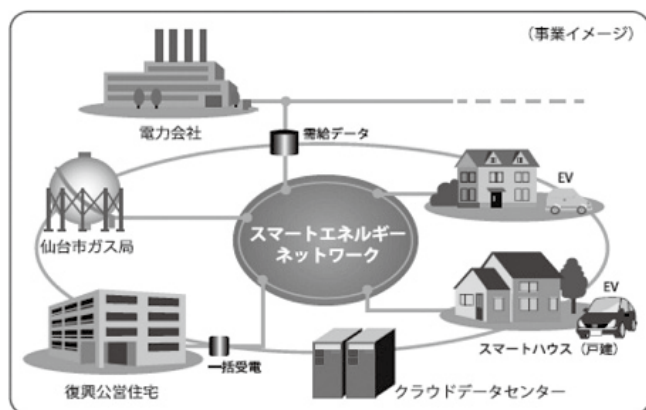 （事業イメージ）
電力会社
需給データ
EV
仙台市ガス局
スマートエネルギー
ネットワーク
EV
スマートハウス（戸建）
一括受電
復興公営住宅
クラウドデータセンター